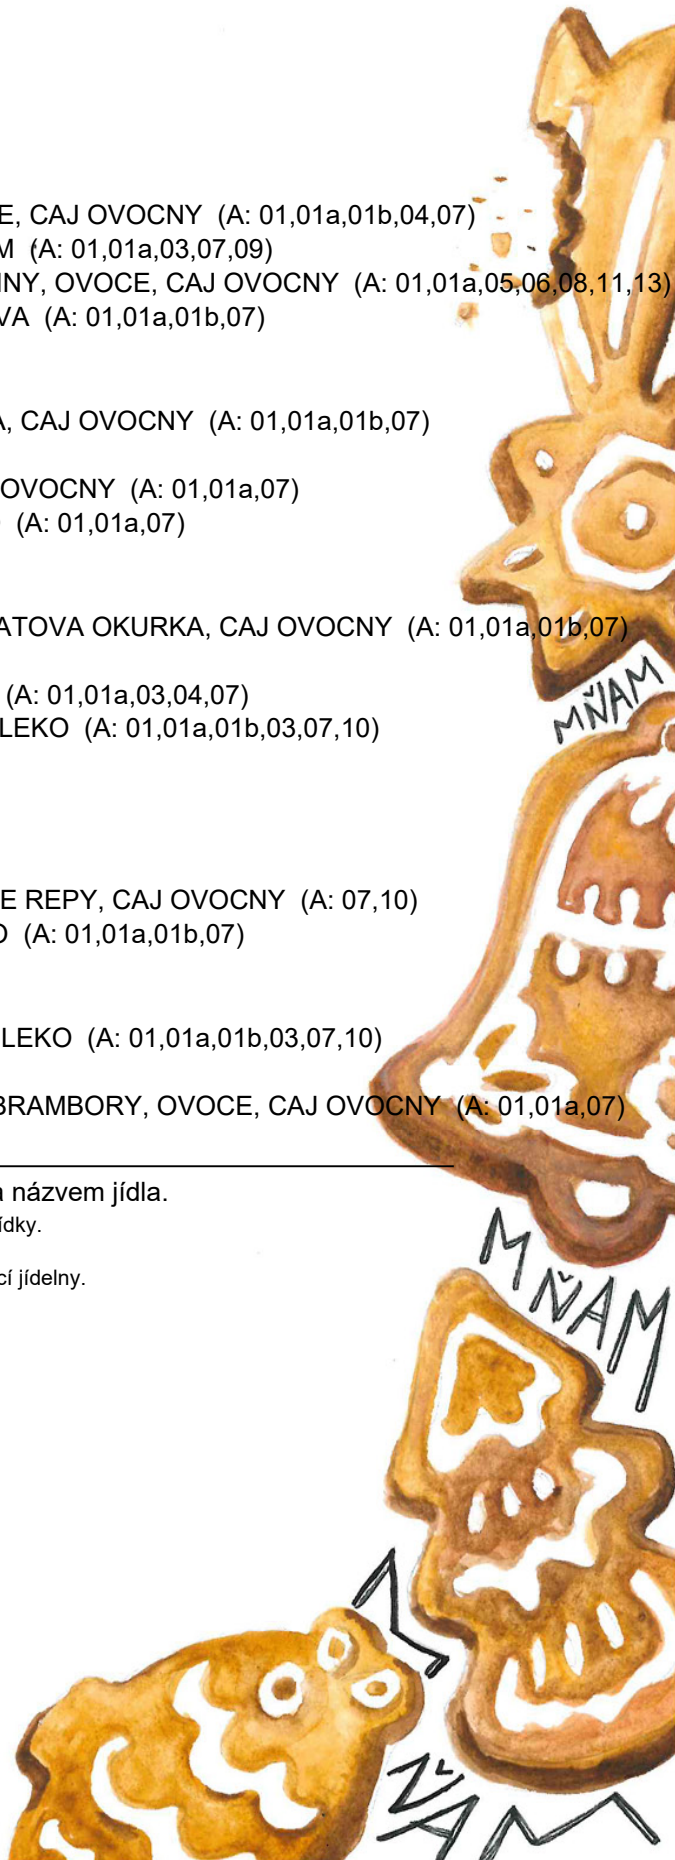 E, CAJ OVOCNY (A: 01,01a,01b,04,07)
M (A: 01,01a,03,07,09)
NY, OVOCE, CAJ OVOCNY (A: 01,01a,05,06,08,11,13)
VA (A: 01,01a,01b,07)
A, CAJ OVOCNY (A: 01,01a,01b,07)
OVOCNY (A: 01,01a,07)
(A: 01,01a,07)
ATOVA OKURKA, CAJ OVOCNY (A: 01,01a,01b,07)
(A: 01,01a,03,04,07)
MŇAM
LEKO (A: 01,01a,01b,03,07,10)
E REPY, CAJ OVOCNY (A: 07,10)
O (A: 01,01a,01b,07)
LEKO (A: 01,01a,01b,03,07,10)
BRAMBORY, OVOCE, CAJ OVOCNY (A: 01,01a,07)
a názvem jídla.
ídky.
cí jídelny.
MŇAM
MŇAM